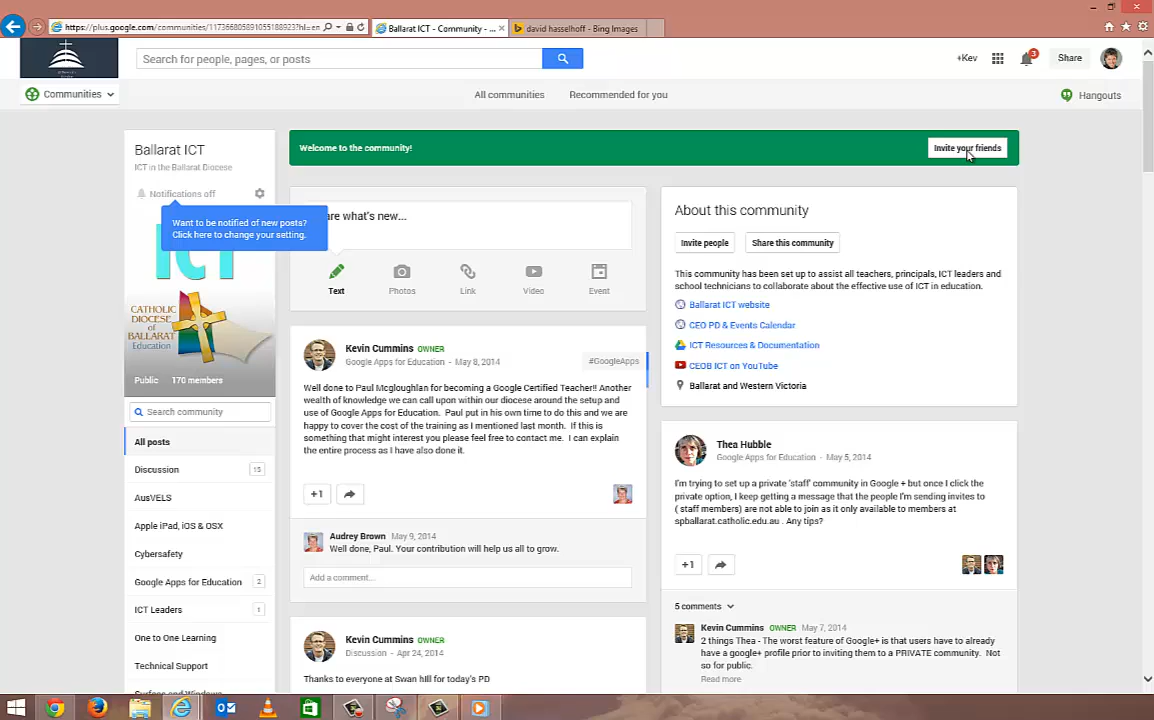 https://plus.google.com/communities/117366805891055188923?hl=en
Ballarat ICT - Community - ...
david hasselhoff - Bing Images
Search for people, pages, or posts
+Kev
3
Share
Communities
All communities
Recommended for you
Hangouts
Ballarat ICT
ICT in the Ballarat Diocese
Notifications off
Want to be notified of new posts?
Click here to change your setting.
ICT
CATHOLIC
DIOCESE
of
BALLARAT
Education
Public 170 members
Search community
All posts
Discussion 15
AusVELS
Apple iPad, iOS & OSX
Cybersafety
Google Apps for Education 2
ICT Leaders 1
One to One Learning
Technical Support
Surface and Windows
Welcome to the community!
Invite your friends
are what's new...
Text Photos Link Video Event
Kevin Cummins OWNER
Google Apps for Education - May 8, 2014
#GoogleApps
Well done to Paul Mcgloughlan for becoming a Google Certified Teacher!! Another
wealth of knowledge we can call upon within our diocese around the setup and
use of Google Apps for Education. Paul put in his own time to do this and we are
happy to cover the cost of the training as I mentioned last month. If this is
something that might interest you please feel free to contact me. I can explain
the entire process as I have also done it.
+1
Audrey Brown May 9, 2014
Well done, Paul. Your contribution will help us all to grow.
Add a comment...
Kevin Cummins OWNER
Discussion - Apr 24, 2014
Thanks to everyone at Swan hill for today's PD
About this community
Invite people
Share this community
This community has been set up to assist all teachers, principals, ICT leaders and
school technicians to collaborate about the effective use of ICT in education.
Ballarat ICT website
CEO PD & Events Calendar
ICT Resources & Documentation
CEOB ICT on YouTube
Ballarat and Western Victoria
Thea Hubble
Google Apps for Education - May 5, 2014
I'm trying to set up a private 'staff' community in Google + but once I click the
private option, I keep getting a message that the people I'm sending invites to
( staff members) are not able to join as it only available to members at
spballarat.catholic.edu.au . Any tips?
+1
5 comments
Kevin Cummins OWNER May 7, 2014
2 things Thea - The worst feature of Google+ is that users have to already
have a google+ profile prior to inviting them to a PRIVATE community. Not
so for public.
Read more